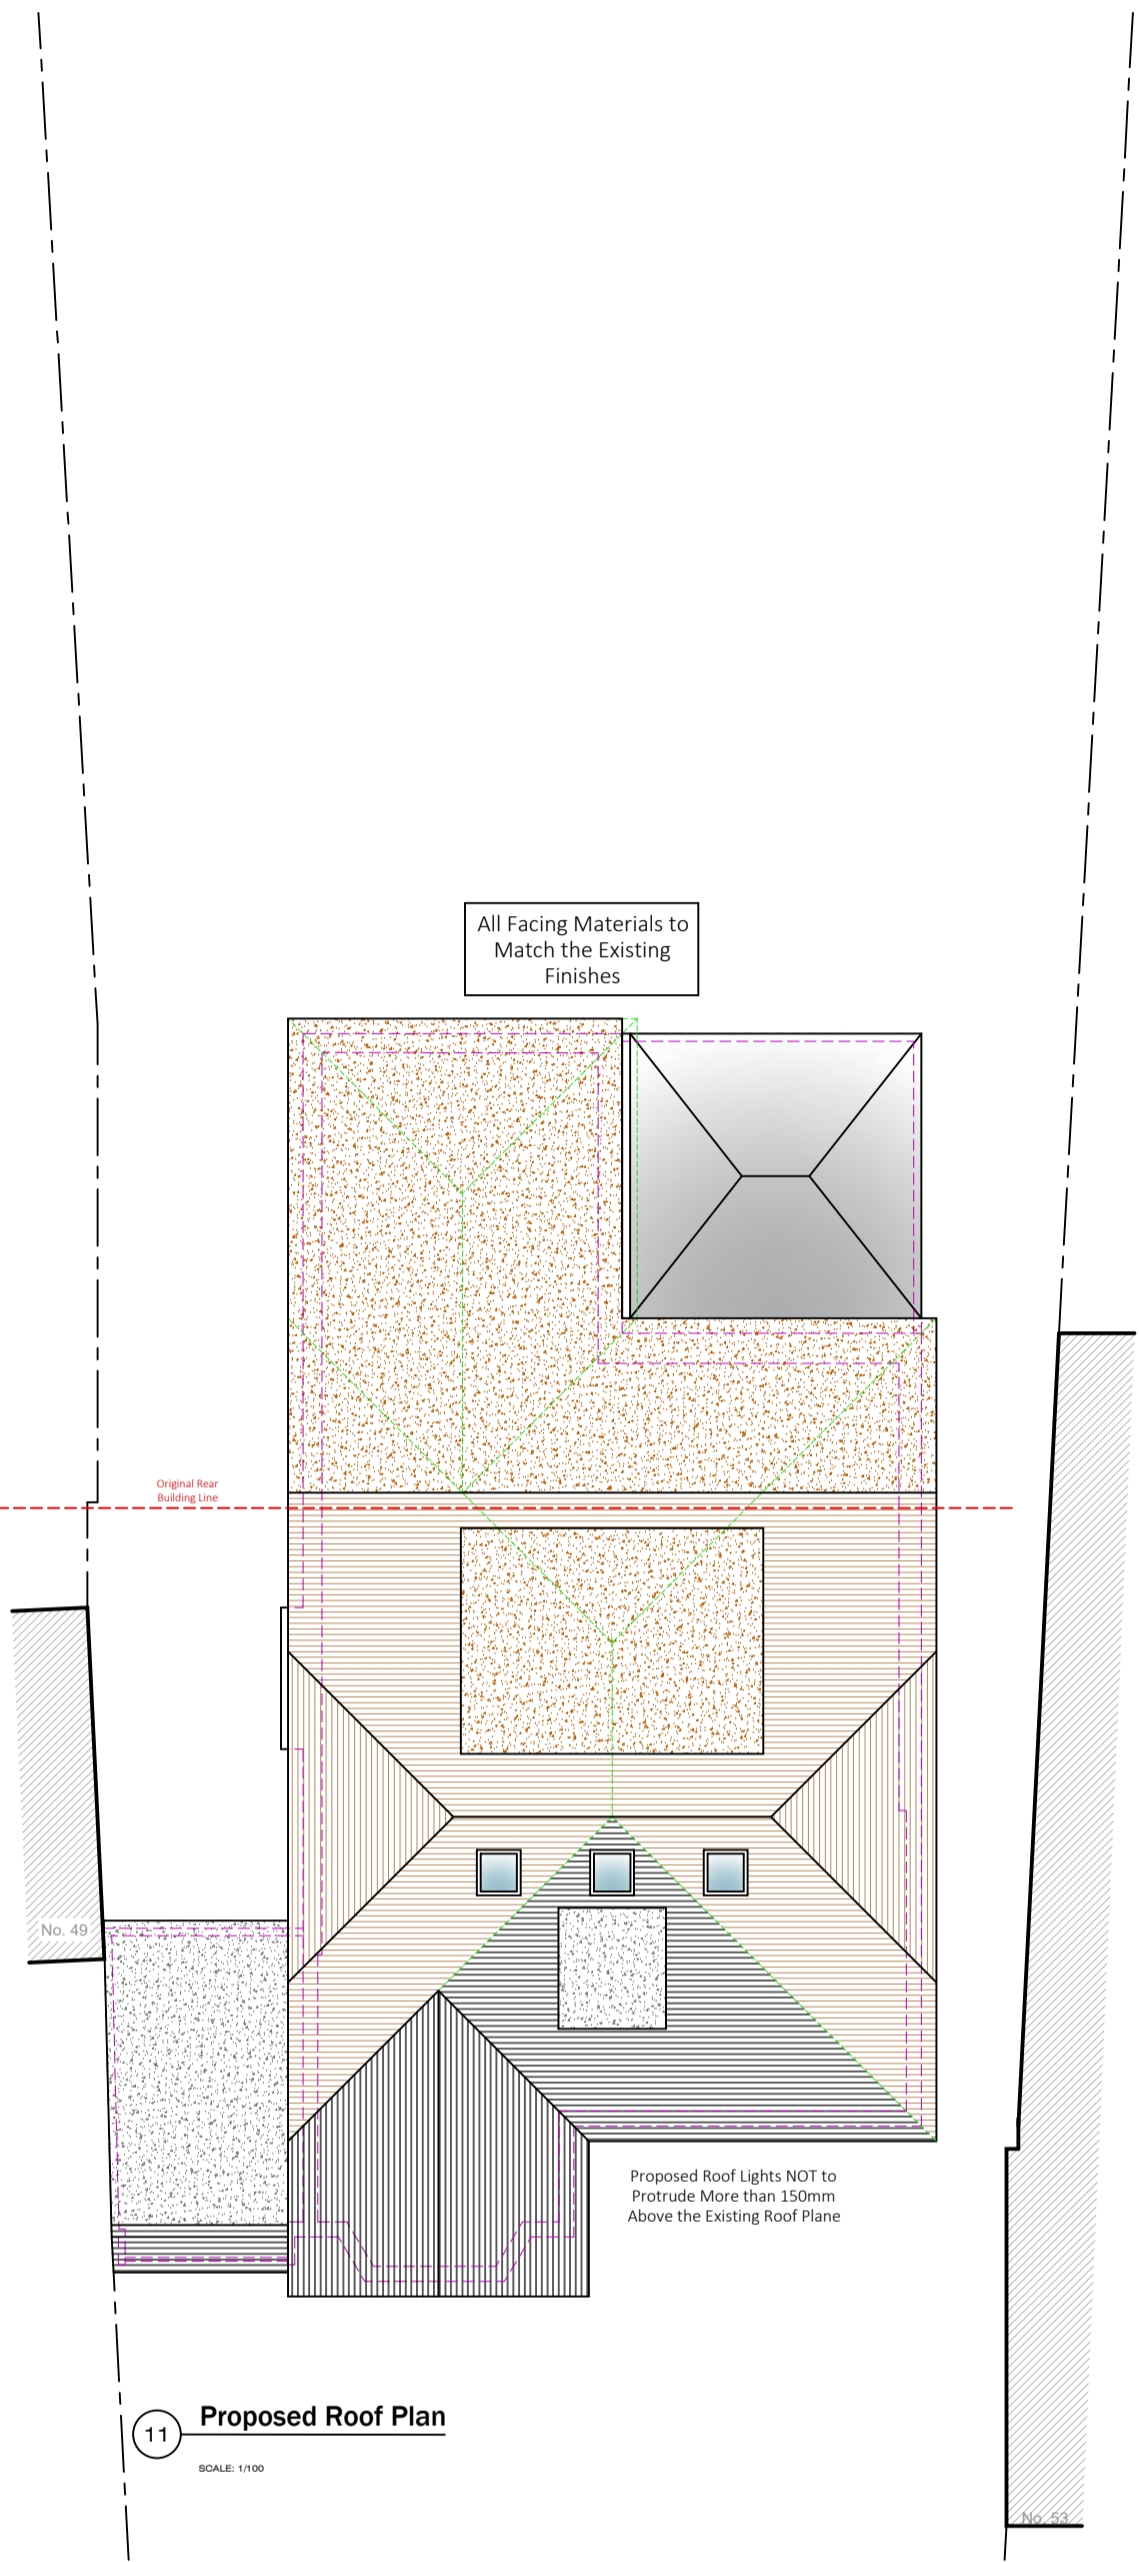 All Facing Materials to
Match the Existing
Finishes
Original Rear
Building Line
No. 49
Proposed Roof Lights NOT to
Protrude More than 150mm
Above the Existing Roof Plane
11
Proposed Roof Plan
SCALE: 1/100
No. 53